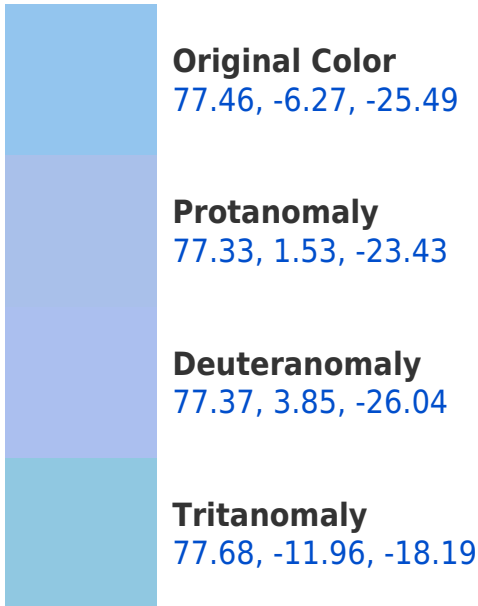 Original Color
77.46, -6.27, -25.49
Protanomaly
77.33, 1.53, -23.43
Deuteranomaly
77.37, 3.85, -26.04
Tritanomaly
77.68, -11.96, -18.19